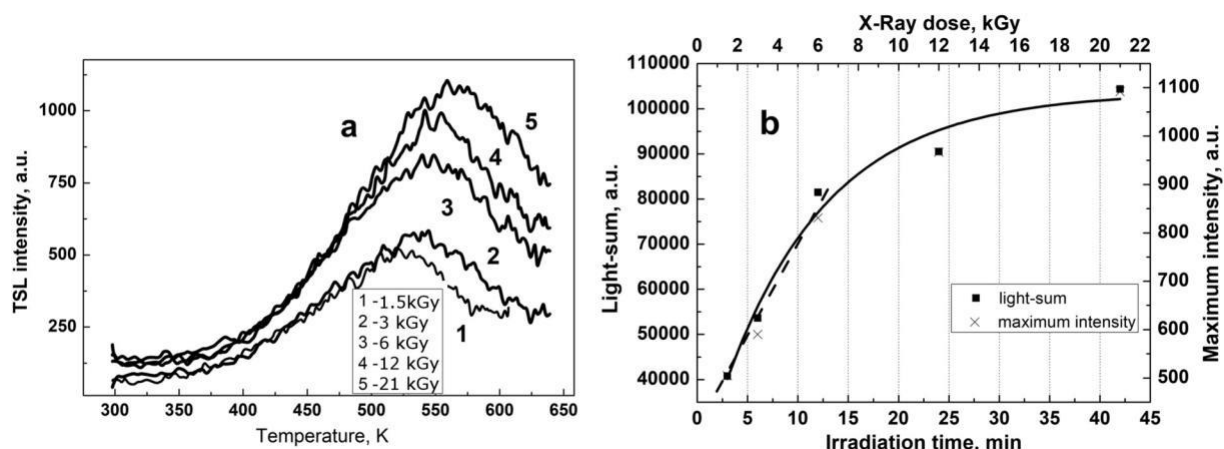 a
1000
750
500
250
TSL intensity, a.u.
5
4
3
2
1
1 -1.5kGy
2 -3 kGy
3 -6 kGy
4 -12 kGy
5 -21 kGy
300 350 400 450 500 550 600 650
Temperature, K
X-Ray dose, kGy
0 2 4 6 8 10 12 14 16 18 20 22
b
110000
100000
90000
80000
70000
60000
50000
40000
Light-sum, a.u.
1100
1000
900
800
700
600
500
Maximum intensity, a.u.
light-sum
maximum intensity
0 5 10 15 20 25 30 35 40 45
Irradiation time, min